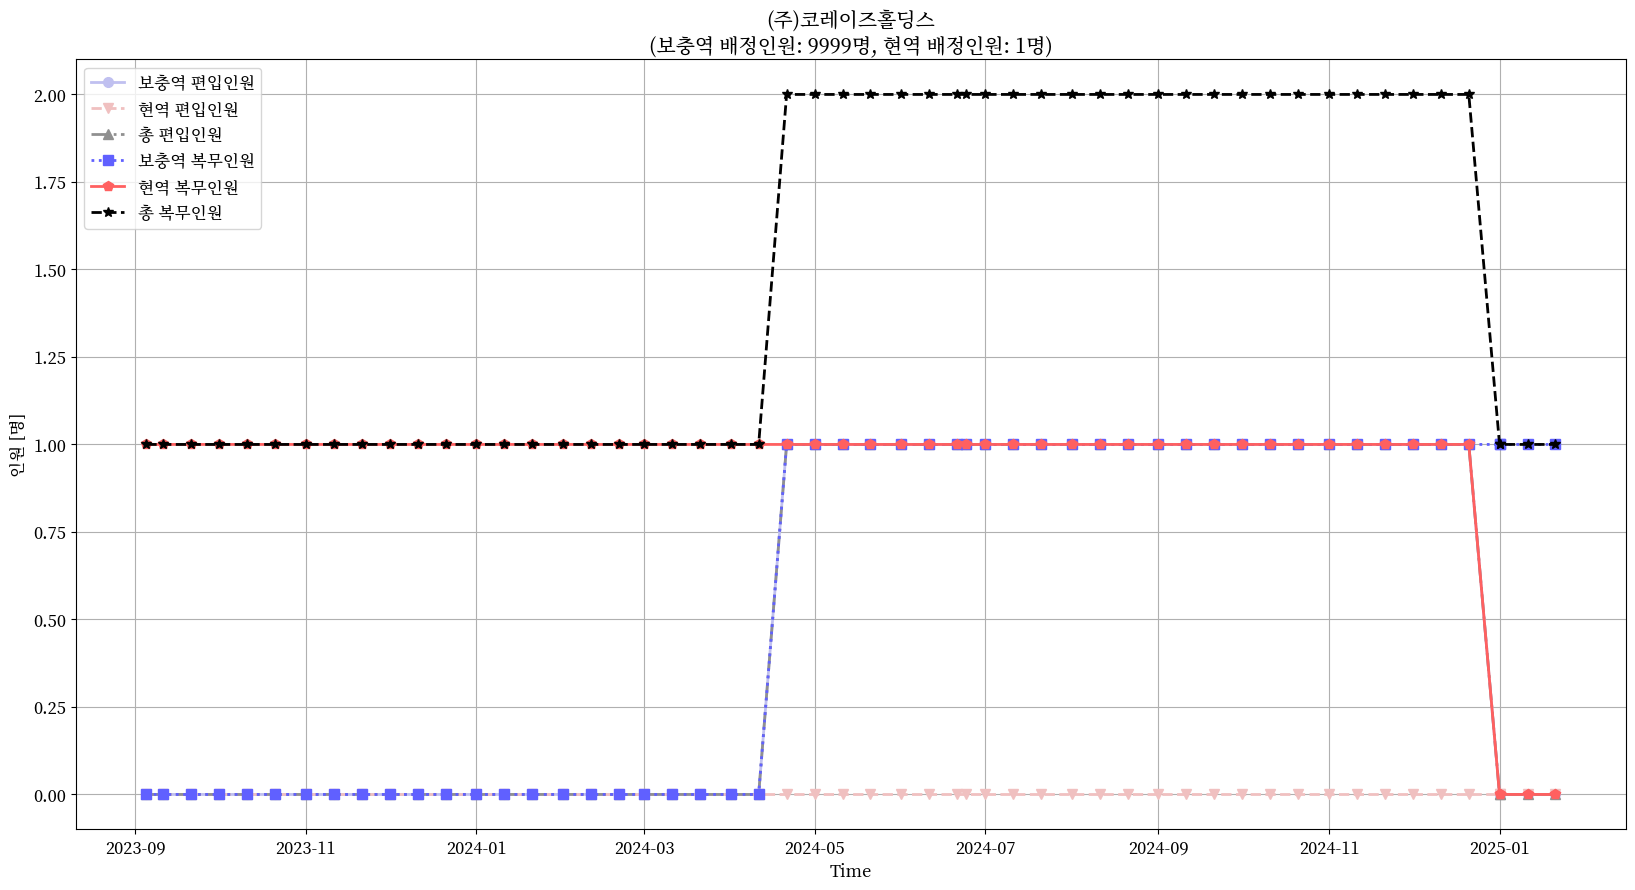 (주)코레이즈홀딩스
(보충역 배정인원: 9999명, 현역 배정인원: 1명)
보충역 편입인원
현역 편입인원
총 편입인원
보충역 복무인원
현역 복무인원
총 복무인원
2.00
1.75
1.50
1.25
1.00
0.75
0.50
0.25
0.00
인원 [명]
2023-09 2023-11 2024-01 2024-03 2024-05 2024-07 2024-09 2024-11 2025-01
Time